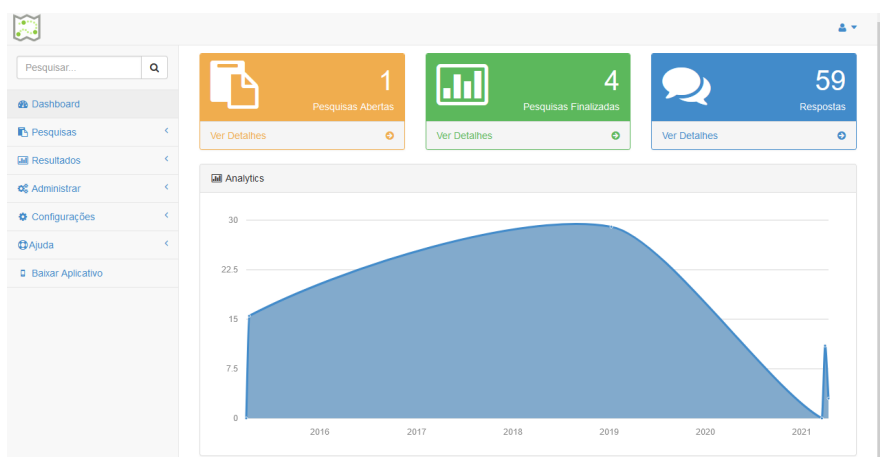 Pesquisar...
Dashboard
Pesquisas
Resultados
Administrar
Configurações
Ajuda
Baixar Aplicativo
1
Pesquisas Abertas
Ver Detalhes
4
Pesquisas Finalizadas
Ver Detalhes
59
Respostas
Ver Detalhes
Analytics
30
22.5
15
7.5
0
2016 2017 2018 2019 2020 2021